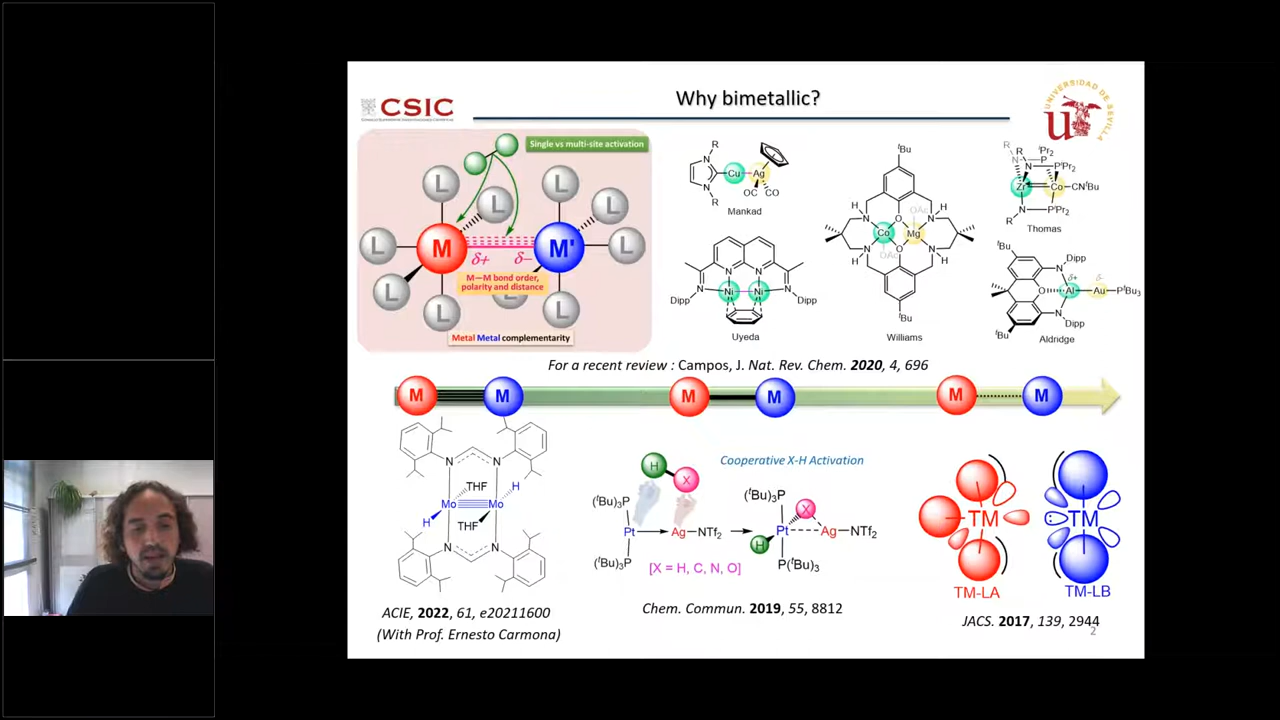 Why bimetallic?
CSIC
UNIVERSIDAD DE SEVILLA
Single vs multi-site activation
L
L
L
L
L
L
L
L
L
M
M'
δ+
δ−
M—M bond order,
polarity and distance
Metal Metal complementarity
R
N
N
R
Cu
Ag
OC
CO
Mankad
N
N
N
N
Ni
Ni
Dipp
Dipp
Uyeda
tBu
H
H
N
N
O
OAc
Co
Mg
O
OAc
N
N
H
H
tBu
Williams
R
R
N
N
iPr2
P
PiPr2
Zr
Co
CNtBu
N
PiPr2
R
Thomas
tBu
Dipp
N
δ+
δ-
O
Al
Au
PtBu3
N
Dipp
tBu
Aldridge
For a recent review : Campos, J. Nat. Rev. Chem. 2020, 4, 696
M
M
M
M
M
M
N
N
THF
H
Mo
Mo
H
THF
N
N
ACIE, 2022, 61, e20211600
(With Prof. Ernesto Carmona)
Cooperative X-H Activation
H
X
(tBu)3P
Pt
Ag
NTf2
(tBu)3P
(tBu)3P
X
Pt
Ag
NTf2
H
P(tBu)3
[X = H, C, N, O]
Chem. Commun. 2019, 55, 8812
TM
TM-LA
TM
TM-LB
JACS. 2017, 139, 2944
2